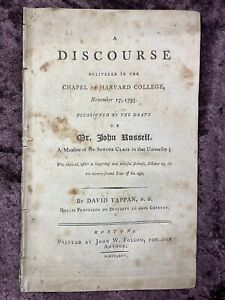 A
DISCOURSE
DELIVERED IN THE
CHAPEL OF HARVARD COLLEGE,
November 17, 1795.
OCCASIONED BY THE DEATH
OF
Mr. John Russell,
A Member of the SENIOR CLASS in that University;
Who expired, after a lingering and painful sickness, October in
the twenty second Year of his age.
By DAVID TAPPAN, D. D.
HOLLIS PROFESSOR OF DIVINITY IN SAID COLLEGE.
BOSTON:
PRINTED BY JOHN W. FOLSOM, FOR THE
AUTHOR.
M,DCC,XCV.